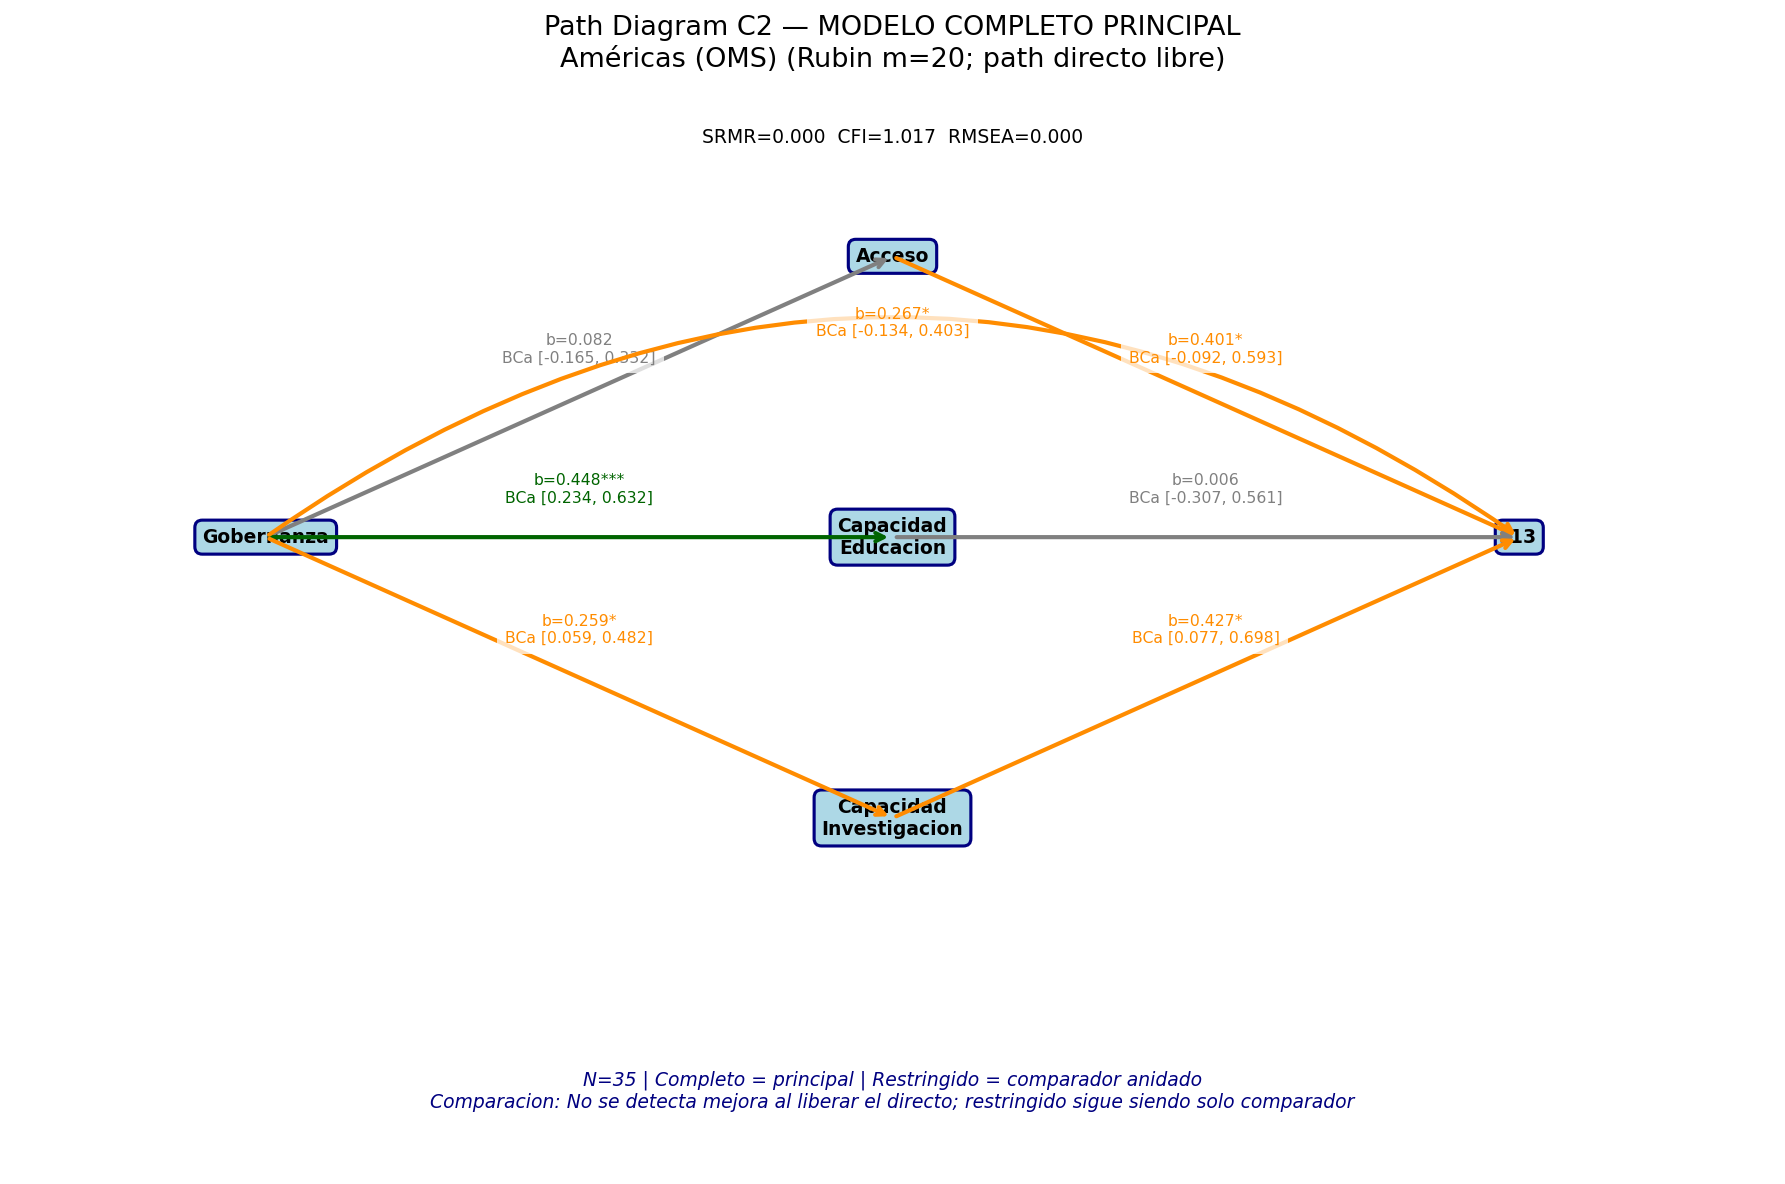 Path Diagram C2 — MODELO COMPLETO PRINCIPAL
Américas (OMS) (Rubin m=20; path directo libre)
SRMR=0.000  CFI=1.017  RMSEA=0.000
Acceso
b=0.267*
BCa [-0.134, 0.403]
b=0.082
BCa [-0.165, 0.332]
b=0.401*
BCa [-0.092, 0.593]
b=0.448***
BCa [0.234, 0.632]
b=0.006
BCa [-0.307, 0.561]
Gobernanza
Capacidad
Educacion
13
b=0.259*
BCa [0.059, 0.482]
b=0.427*
BCa [0.077, 0.698]
Capacidad
Investigacion
N=35 | Completo = principal | Restringido = comparador anidado
Comparacion: No se detecta mejora al liberar el directo; restringido sigue siendo solo comparador